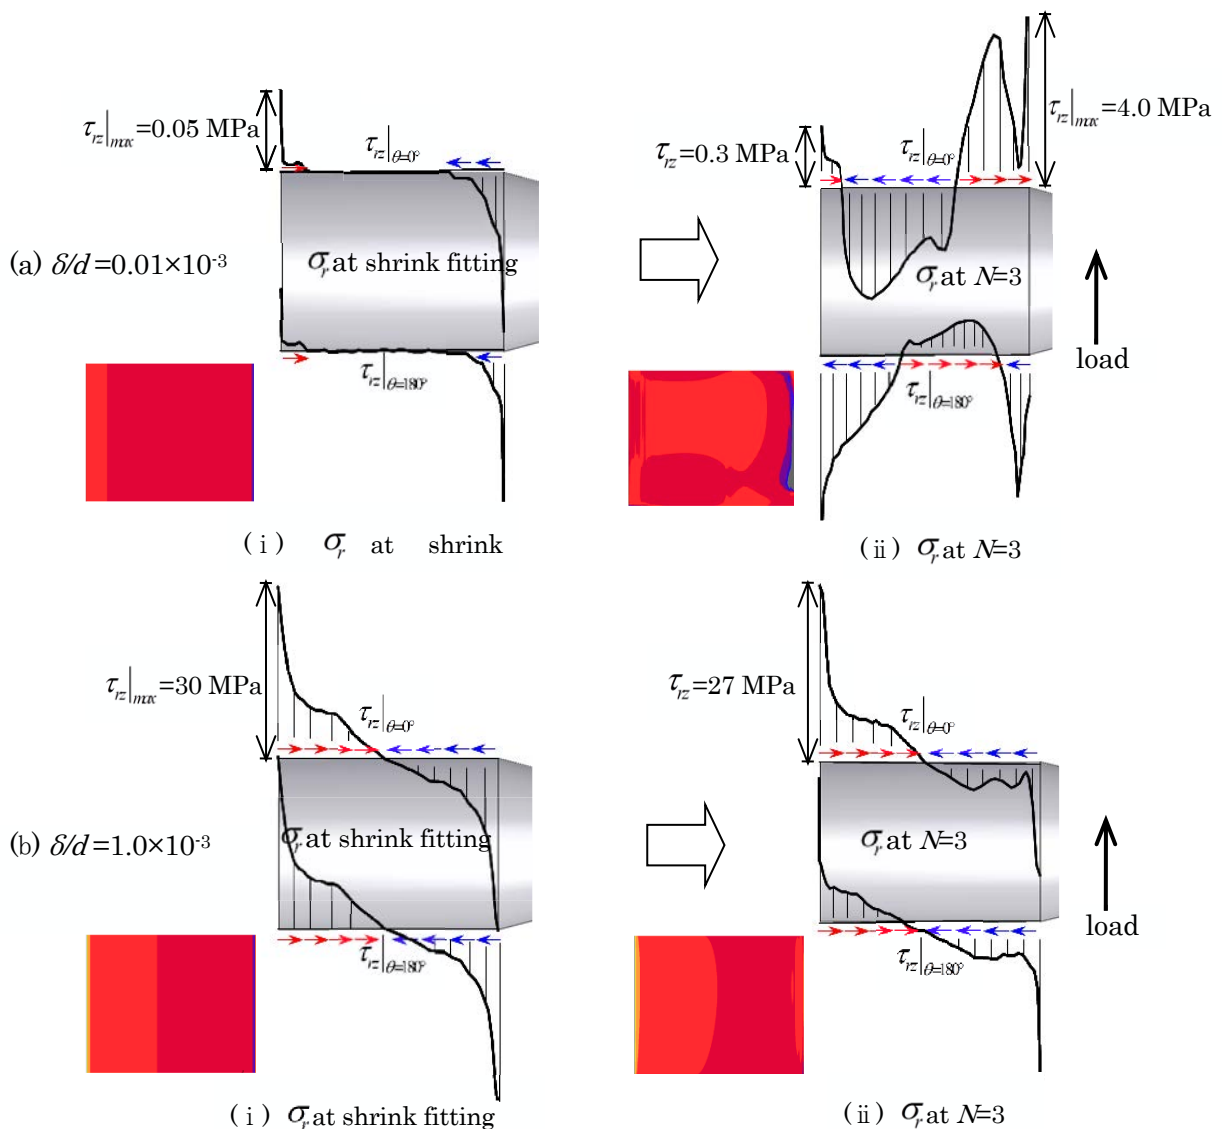 τrz|max=0.05 MPa
τrz|θ=0°
(a) δ/d=0.01×10-3
σr at shrink fitting
τrz|θ=180°
(ⅰ) σr at shrink
τrz|max=4.0 MPa
τrz=0.3 MPa
τrz|θ=0°
σr at N=3
load
τrz|θ=180°
(ⅱ) σr at N=3
τrz|max=30 MPa
τrz|θ=0°
(b) δ/d=1.0×10-3
σr at shrink fitting
τrz|θ=180°
(ⅰ) σr at shrink fitting
τrz=27 MPa
τrz|θ=0°
σr at N=3
load
τrz|θ=180°
(ⅱ) σr at N=3